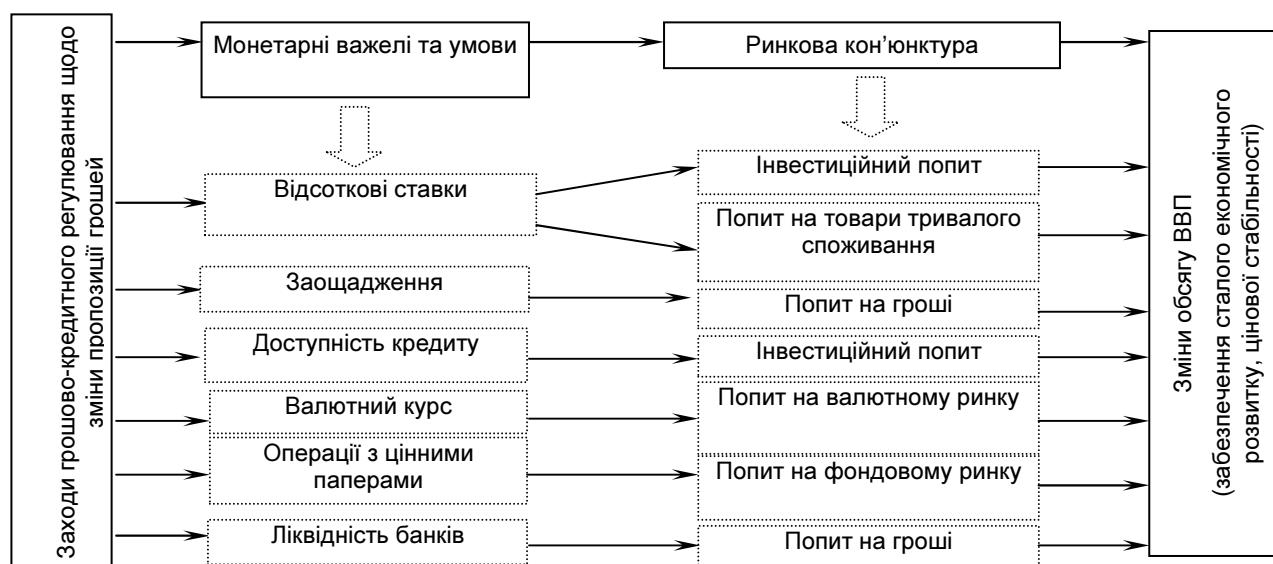 Заходи грошово-кредитного регулювання щодо
зміни пропозиції грошей
Монетарні важелі та умови
Ринкова кон’юнктура
Відсоткові ставки
Інвестиційний попит
Попит на товари тривалого
споживання
Заощадження
Попит на гроші
Доступність кредиту
Інвестиційний попит
Валютний курс
Попит на валютному ринку
Операції з цінними
паперами
Попит на фондовому ринку
Ліквідність банків
Попит на гроші
Зміни обсягу ВВП
(забезпечення сталого економічного
розвитку, цінової стабільності)